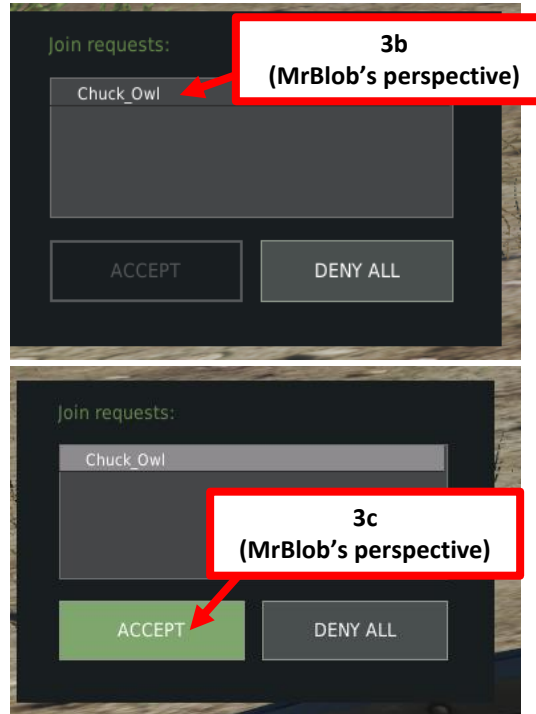 Join requests:
3b
(MrBlob’s perspective)
Chuck_Owl
ACCEPT
DENY ALL
Join requests:
Chuck_Owl
3c
(MrBlob’s perspective)
ACCEPT
DENY ALL